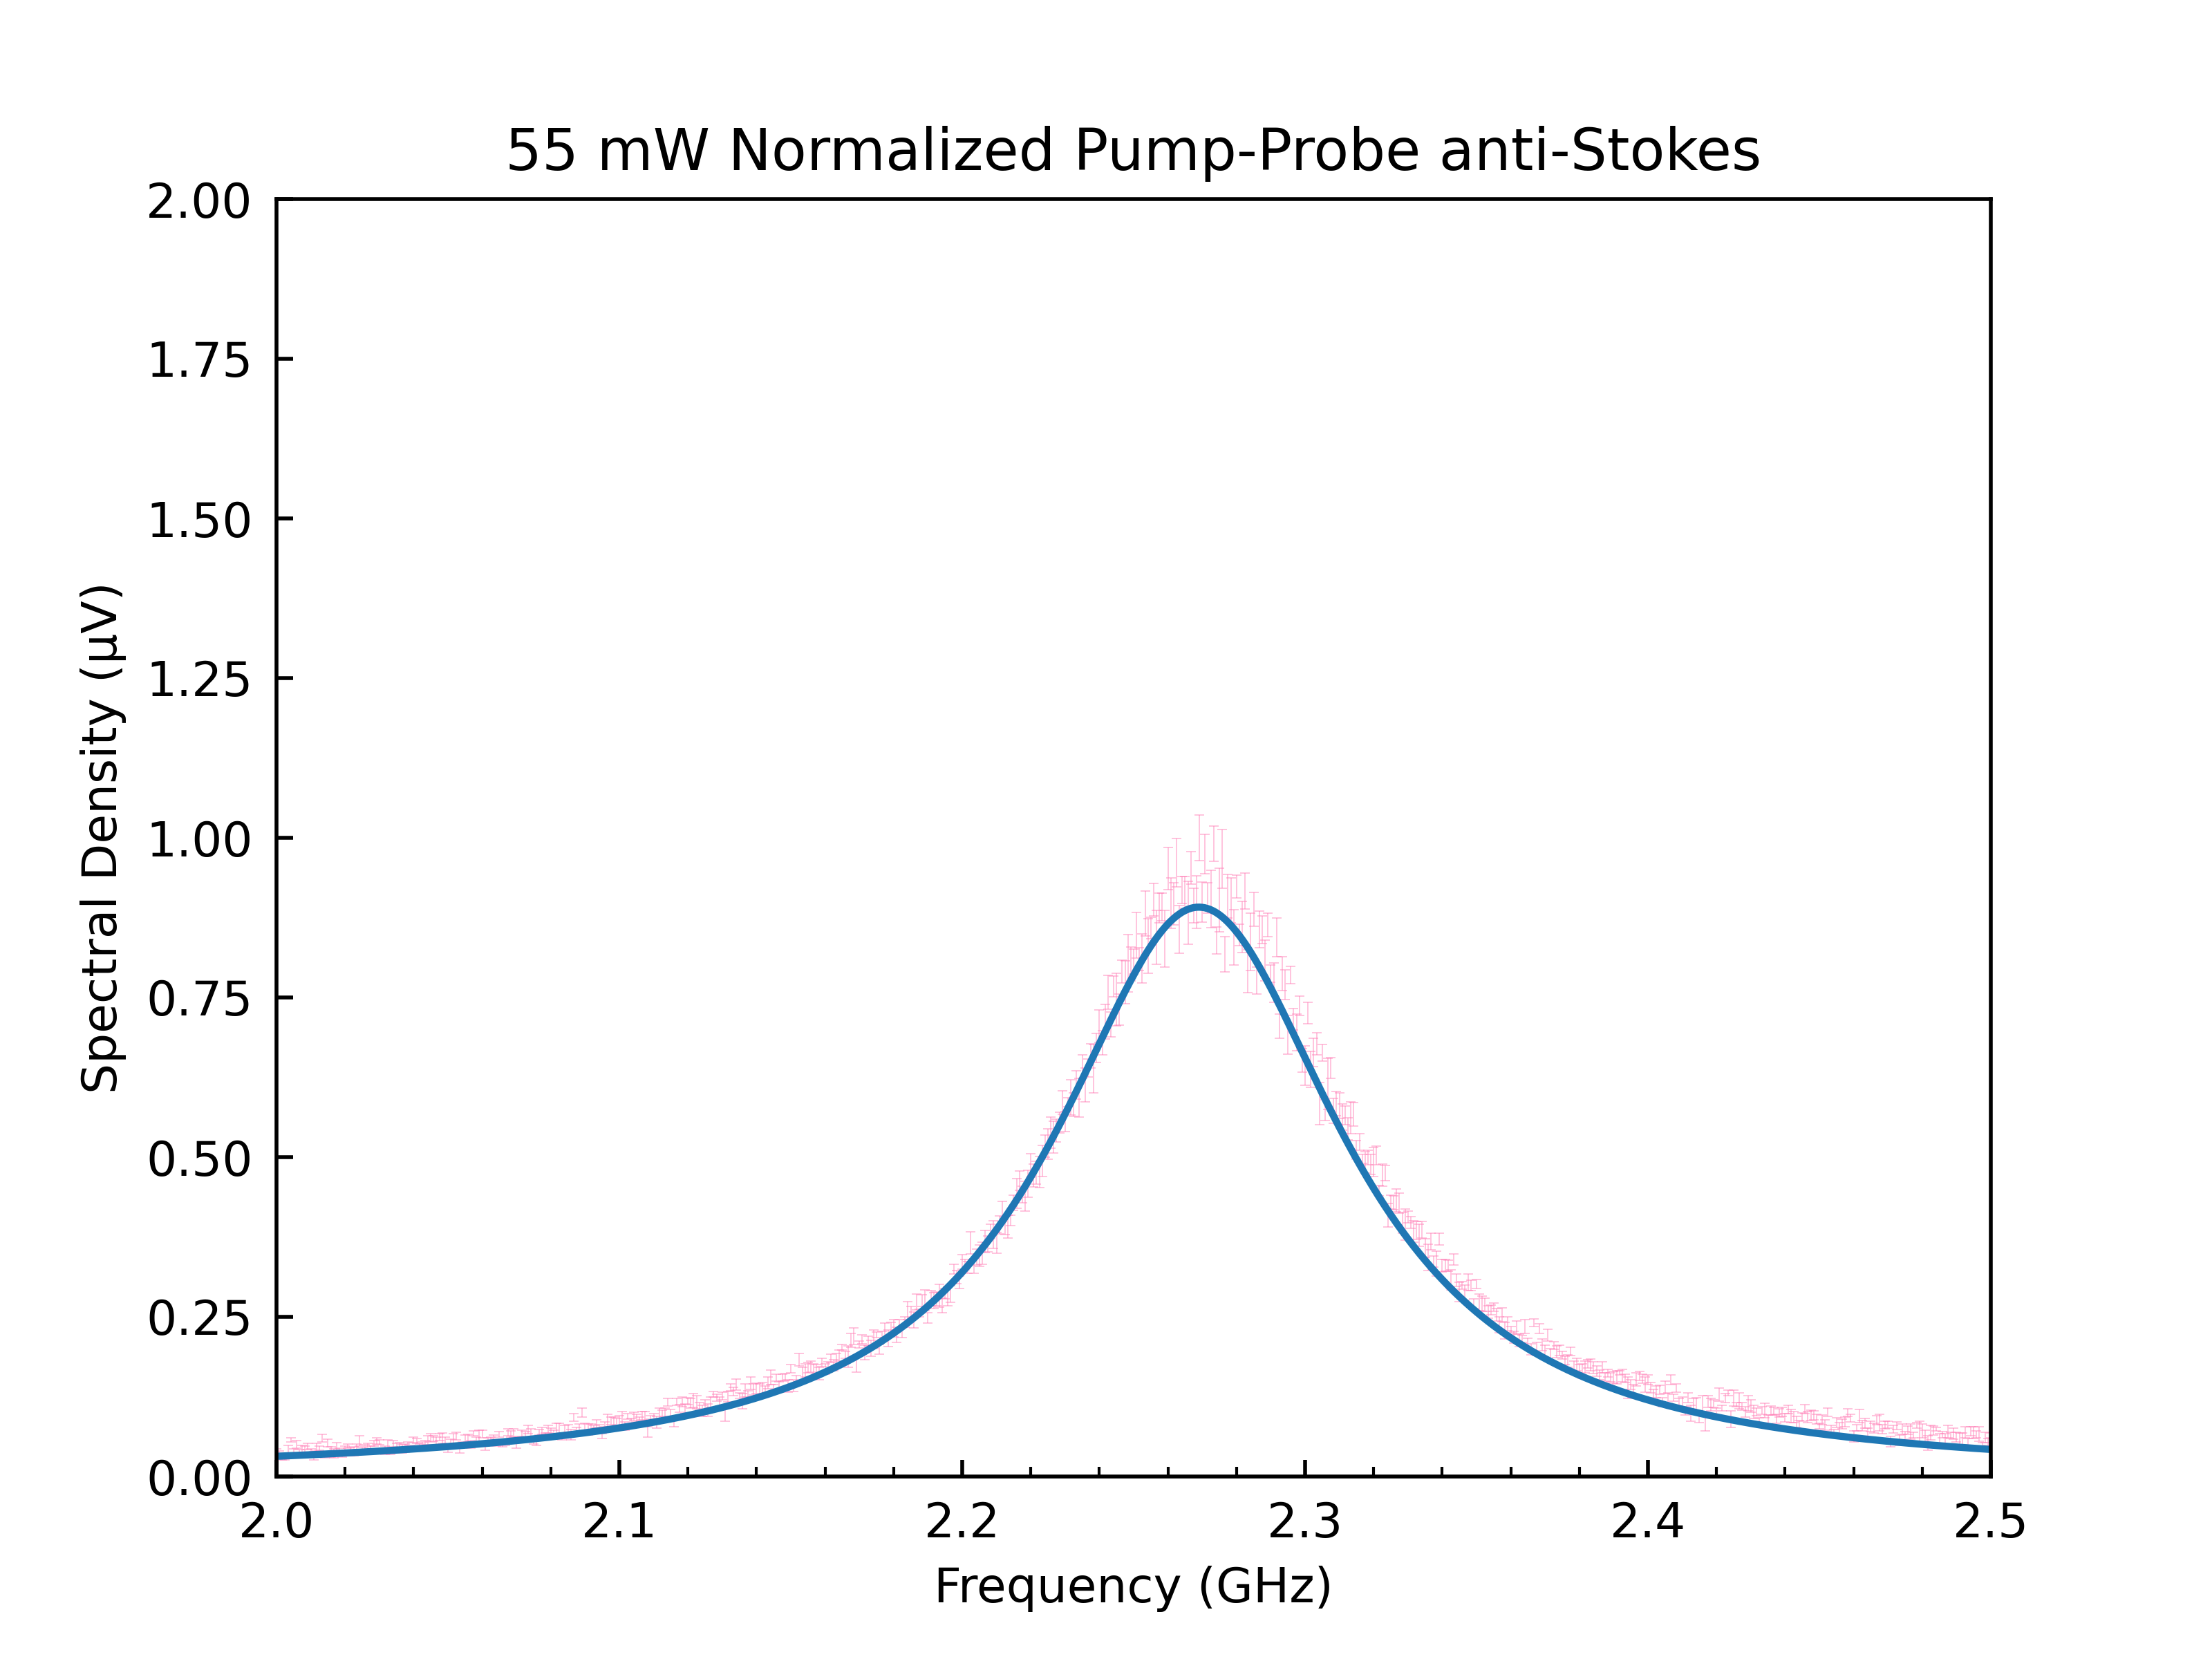 55 mW Normalized Pump-Probe anti-Stokes
2.00
1.75
1.50
1.25
1.00
0.75
0.50
0.25
0.00
Spectral Density (µV)
2.0 2.1 2.2 2.3 2.4 2.5
Frequency (GHz)